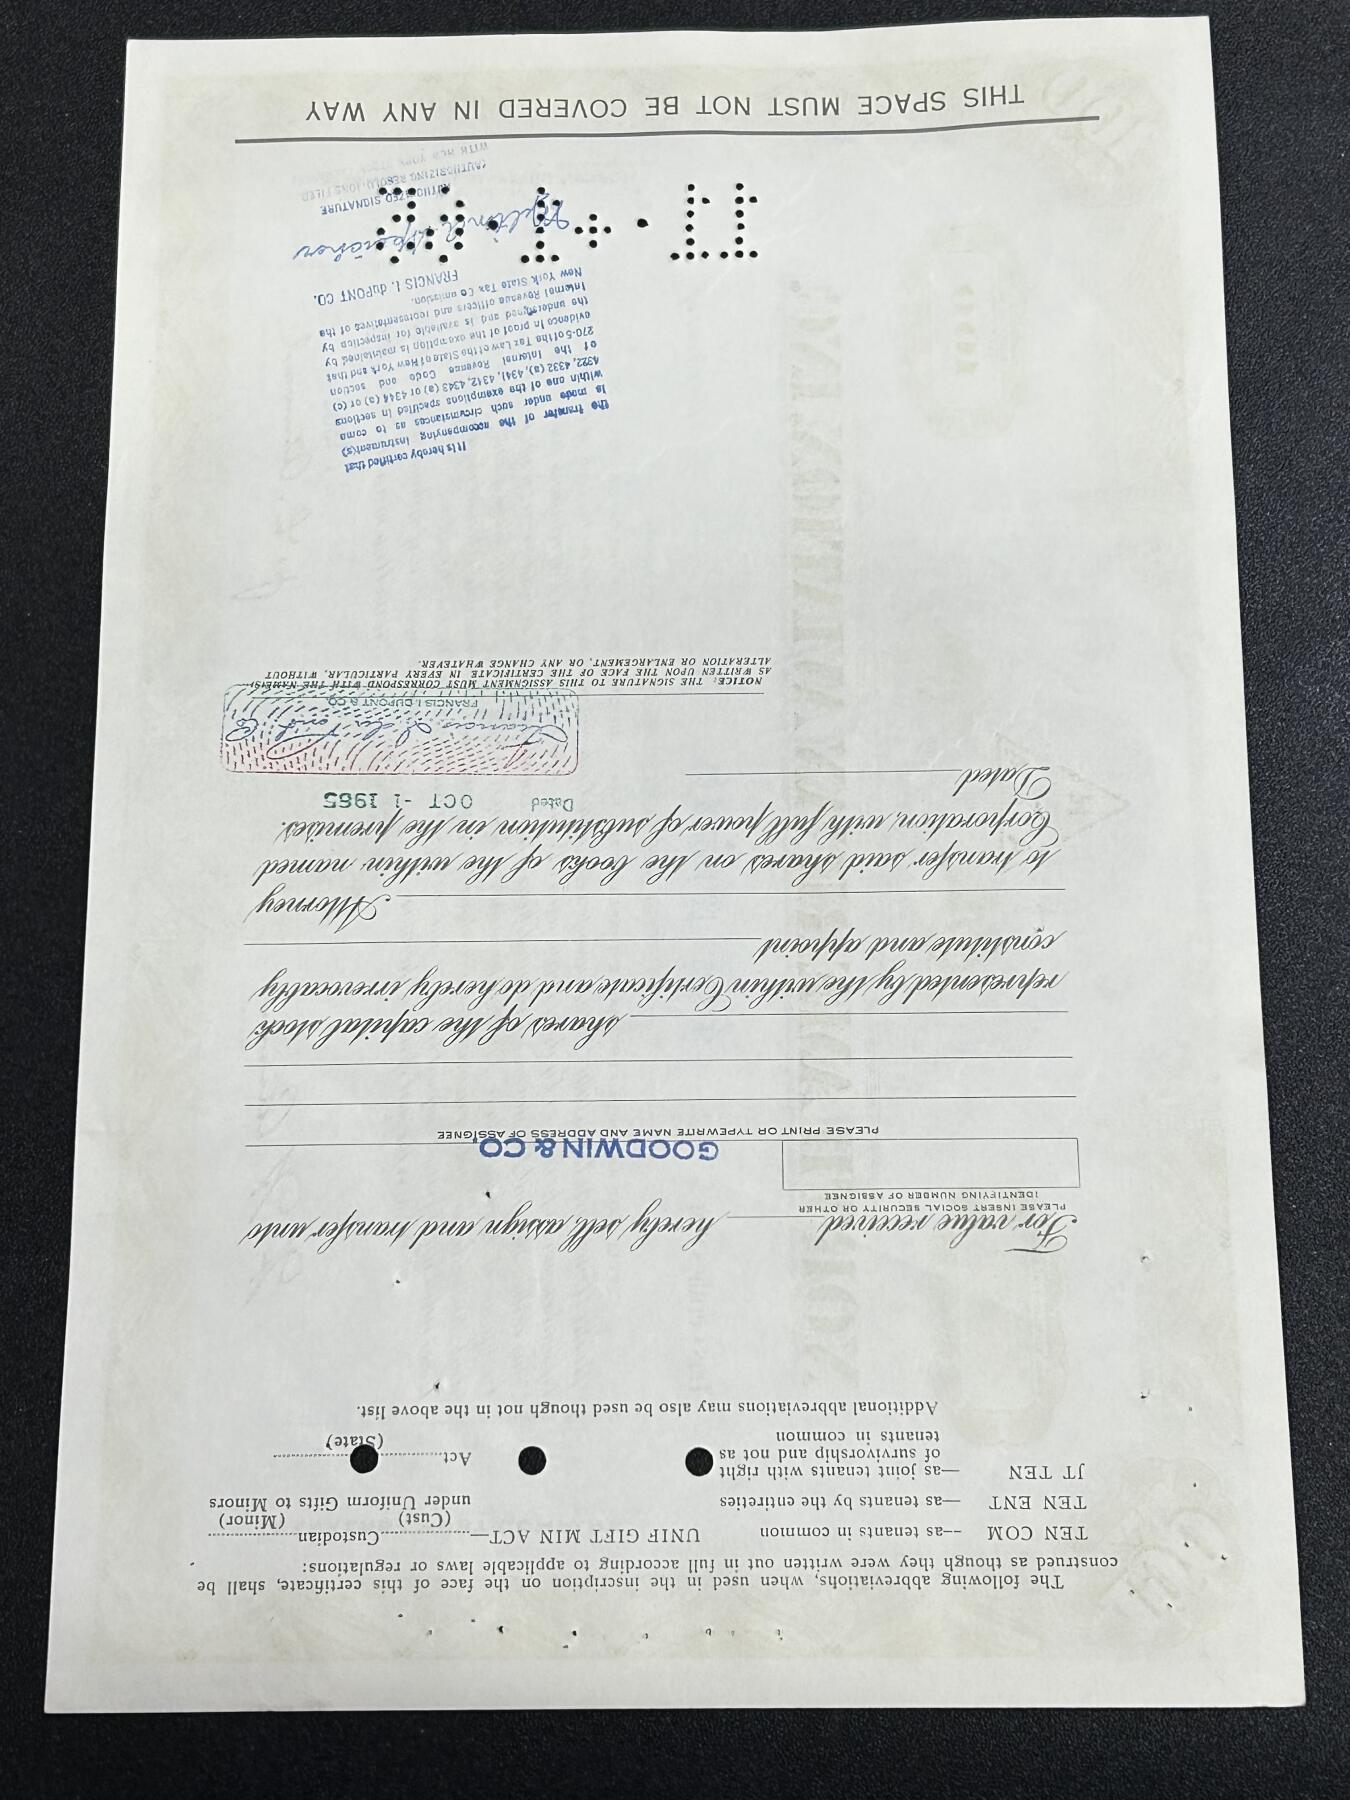 The following abbreviations, when used in the inscription on the face of this certificate, shall be
construed as though they were written out in full according to applicable laws or regulations:
TEN COM —as tenants in common UNIF GIFT MIN ACT—..........Custodian..........
(Cust) (Minor)
TEN ENT —as tenants by the entireties under Uniform Gifts to Minors
JT TEN —as joint tenants with right
of survivorship and not as
tenants in common
Act....................
(State)
Additional abbreviations may also be used though not in the above list.
For value received, hereby sell, assign and transfer unto
PLEASE INSERT SOCIAL SECURITY OR OTHER
IDENTIFYING NUMBER OF ASSIGNEE
GOODWIN & CO.
PLEASE PRINT OR TYPEWRITE NAME AND ADDRESS OF ASSIGNEE
shares of the capital stock
represented by the within Certificate and do hereby irrevocably
constitute and appoint
Attorney
to transfer said shares on the books of the within named
Corporation, with full power of substitution in the premises.
Dated
Dated OCT -1 1965
Francis I. duPont & Co
FRANCIS I. DUPONT & CO.
NOTICE: THE SIGNATURE TO THIS ASSIGNMENT MUST CORRESPOND WITH THE NAME(S)
AS WRITTEN UPON THE FACE OF THE CERTIFICATE IN EVERY PARTICULAR, WITHOUT
ALTERATION OR ENLARGEMENT, OR ANY CHANGE WHATEVER.
It is hereby certified that
the transfer of the accompanying instrument(s)
is made under such circumstances as to come
within one of the exemptions specified in sections
4322, 4332 (a), 4341, 4342, 4343 (a) or 4344 (a) or (c)
of the Internal Revenue Code and section
270-5 of the Tax Law of the State of New York and that
evidence in proof of the exemption is maintained by
the undersigned and is available for inspection by
Internal Revenue officers and representatives of the
New York State Tax Commission.
FRANCIS I. duPONT CO.
AUTHORIZED SIGNATURE
(AUTHORIZING RESOLUTIONS FILED
WITH NEW YORK STOCK
THIS SPACE MUST NOT BE COVERED IN ANY WAY